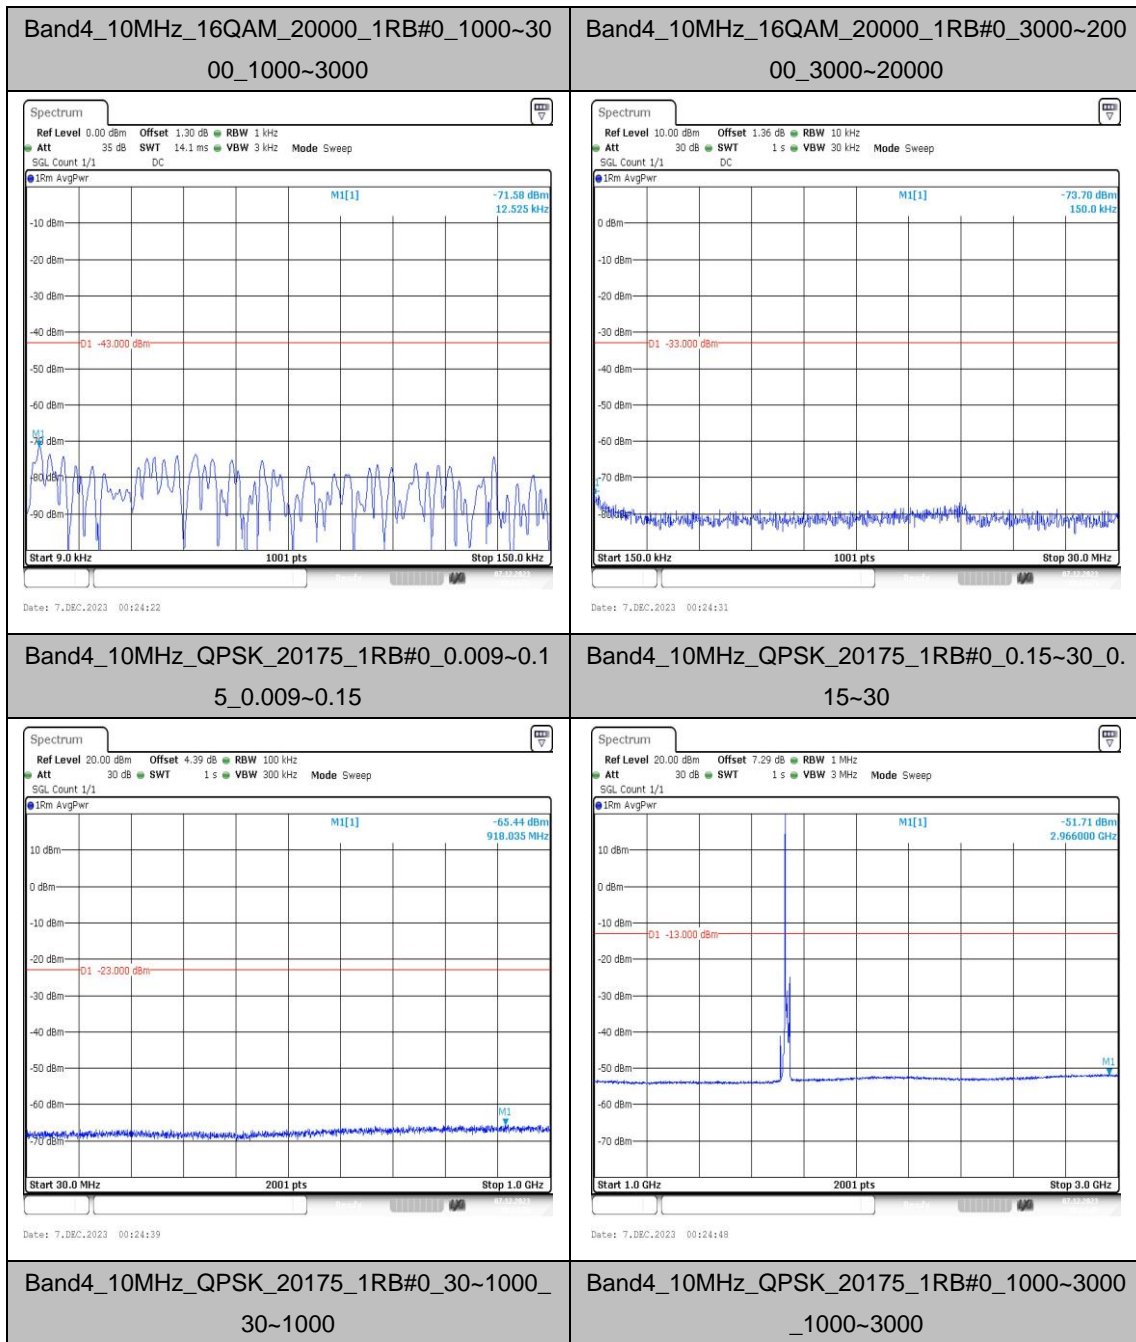 Band4_10MHz_16QAM_20000_1RB#0_1000~30
00_1000~3000
Band4_10MHz_16QAM_20000_1RB#0_3000~200
00_3000~20000
Spectrum
Ref Level 0.00 dBm Offset 1.30 dB RBW 1 kHz
Att 35 dB SWT 14.1 ms VBW 3 kHz Mode Sweep
SGL Count 1/1 DC
1Rm AvgPwr
M1[1] -71.58 dBm
12.525 kHz
-10 dBm
-20 dBm
-30 dBm
-40 dBm
D1 -43.000 dBm
-50 dBm
-60 dBm
M1
-70 dBm
-80 dBm
-90 dBm
Start 9.0 kHz 1001 pts Stop 150.0 kHz
Date: 7.DEC.2023 00:24:22
Spectrum
Ref Level 10.00 dBm Offset 1.36 dB RBW 10 kHz
Att 30 dB SWT 1 s VBW 30 kHz Mode Sweep
SGL Count 1/1 DC
1Rm AvgPwr
M1[1] -73.70 dBm
150.0 kHz
0 dBm
-10 dBm
-20 dBm
-30 dBm
D1 -33.000 dBm
-40 dBm
-50 dBm
-60 dBm
-70 dBm
-80 dBm
Start 150.0 kHz 1001 pts Stop 30.0 MHz
Date: 7.DEC.2023 00:24:31
Band4_10MHz_QPSK_20175_1RB#0_0.009~0.1
5_0.009~0.15
Band4_10MHz_QPSK_20175_1RB#0_0.15~30_0.
15~30
Spectrum
Ref Level 20.00 dBm Offset 4.39 dB RBW 100 kHz
Att 30 dB SWT 1 s VBW 300 kHz Mode Sweep
SGL Count 1/1
1Rm AvgPwr
M1[1] -65.44 dBm
918.035 MHz
10 dBm
0 dBm
-10 dBm
-20 dBm
D1 -23.000 dBm
-30 dBm
-40 dBm
-50 dBm
-60 dBm
M1
-70 dBm
Start 30.0 MHz 2001 pts Stop 1.0 GHz
Date: 7.DEC.2023 00:24:39
Spectrum
Ref Level 20.00 dBm Offset 7.29 dB RBW 1 MHz
Att 30 dB SWT 1 s VBW 3 MHz Mode Sweep
SGL Count 1/1
1Rm AvgPwr
M1[1] -51.71 dBm
2.966000 GHz
10 dBm
0 dBm
-10 dBm
D1 -13.000 dBm
-20 dBm
-30 dBm
-40 dBm
-50 dBm
M1
-60 dBm
-70 dBm
Start 1.0 GHz 2001 pts Stop 3.0 GHz
Date: 7.DEC.2023 00:24:48
Band4_10MHz_QPSK_20175_1RB#0_30~1000_
30~1000
Band4_10MHz_QPSK_20175_1RB#0_1000~3000
_1000~3000